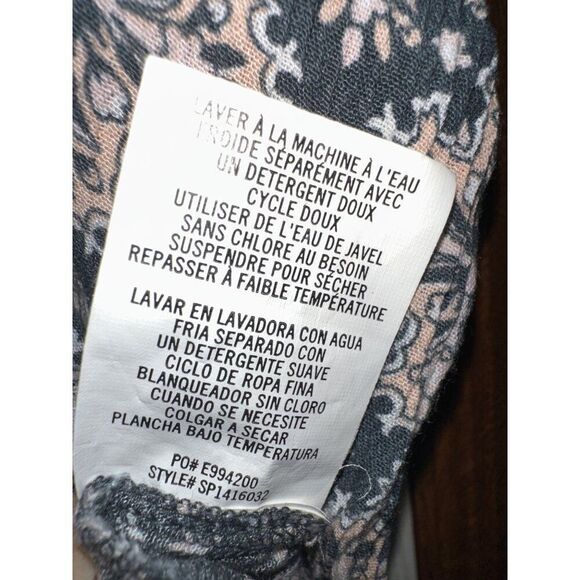 LAVER À LA MACHINE À L'EAU
FROIDE SÉPARÉMENT AVEC
UN DETERGENT DOUX
CYCLE DOUX
UTILISER DE L'EAU DE JAVEL
SANS CHLORE AU BESOIN
SUSPENDRE POUR SÉCHER
REPASSER À FAIBLE TEMPÉRATURE
LAVAR EN LAVADORA CON AGUA
FRIA SEPARADO CON
UN DETERGENTE SUAVE
CICLO DE ROPA FINA
BLANQUEADOR SIN CLORO
CUANDO SE NECESITE
COLGAR A SECAR
PLANCHA BAJO TEMPERATURA
PO# E994200
STYLE# SP1416032